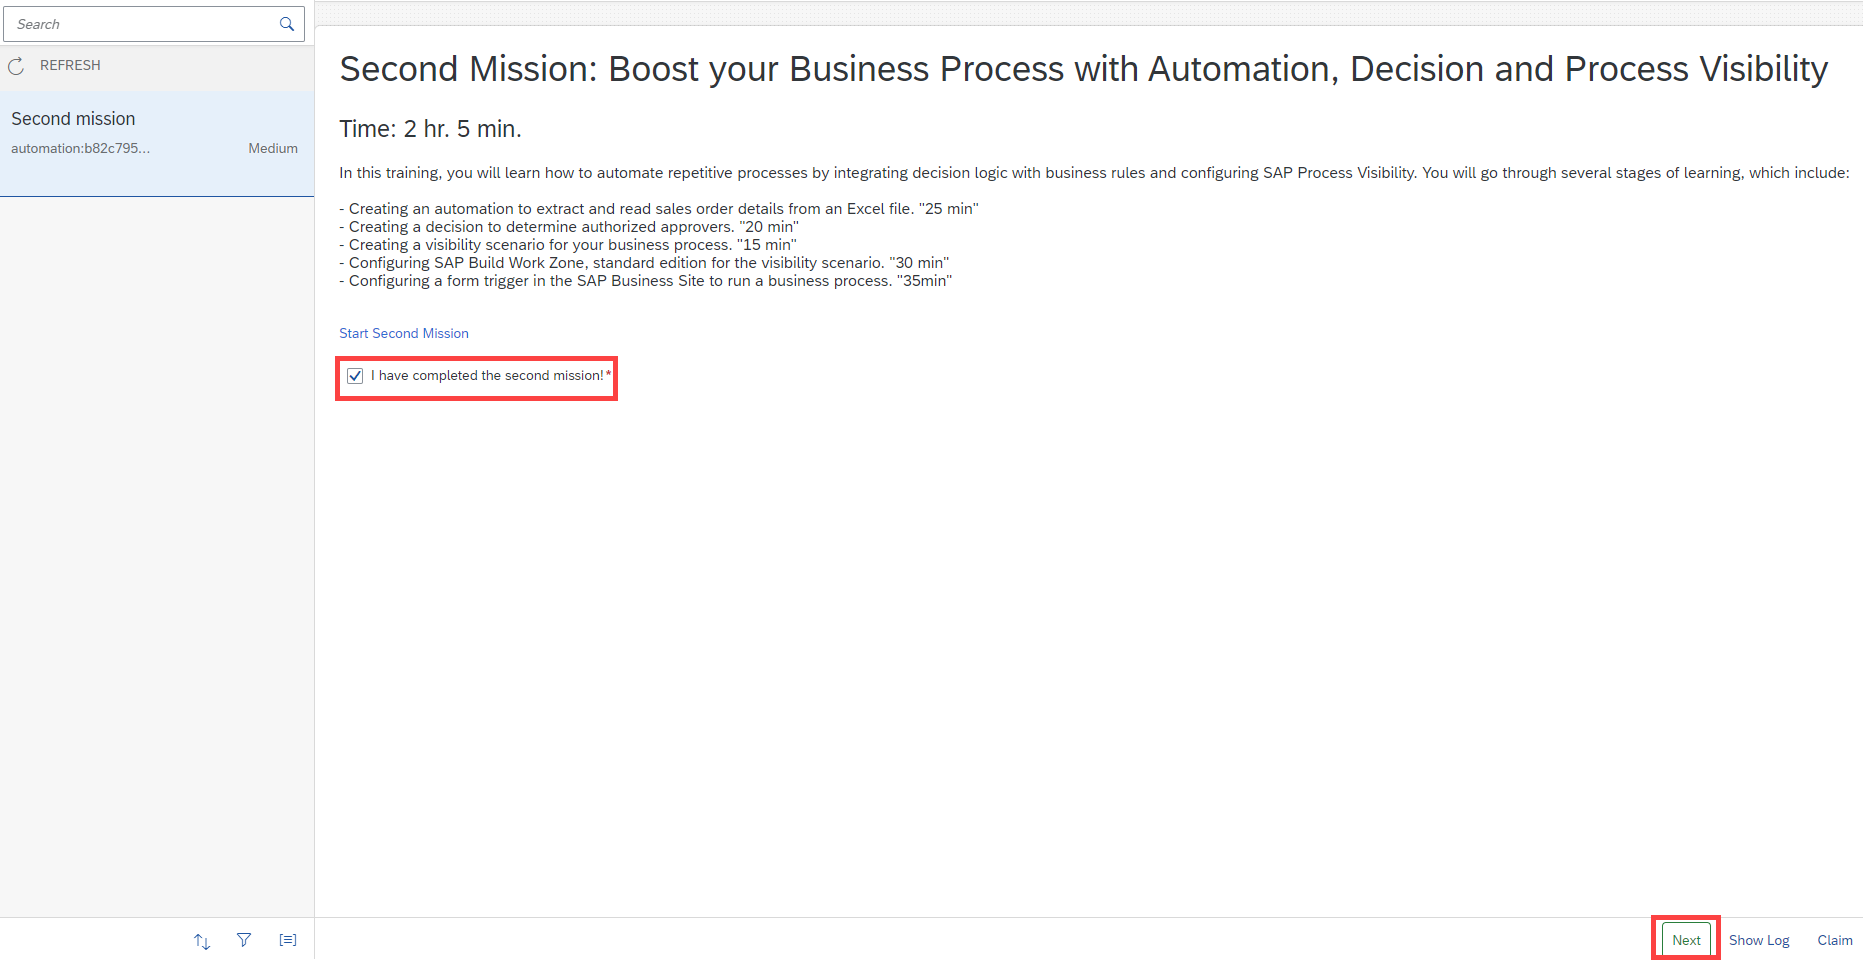 Search
REFRESH
Second mission
automation:b82c795... Medium
Second Mission: Boost your Business Process with Automation, Decision and Process Visibility
Time: 2 hr. 5 min.
In this training, you will learn how to automate repetitive processes by integrating decision logic with business rules and configuring SAP Process Visibility. You will go through several stages of learning, which include:
- Creating an automation to extract and read sales order details from an Excel file. "25 min"
- Creating a decision to determine authorized approvers. "20 min"
- Creating a visibility scenario for your business process. "15 min"
- Configuring SAP Build Work Zone, standard edition for the visibility scenario. "30 min"
- Configuring a form trigger in the SAP Business Site to run a business process. "35min"
Start Second Mission
I have completed the second mission!*
Next Show Log Claim